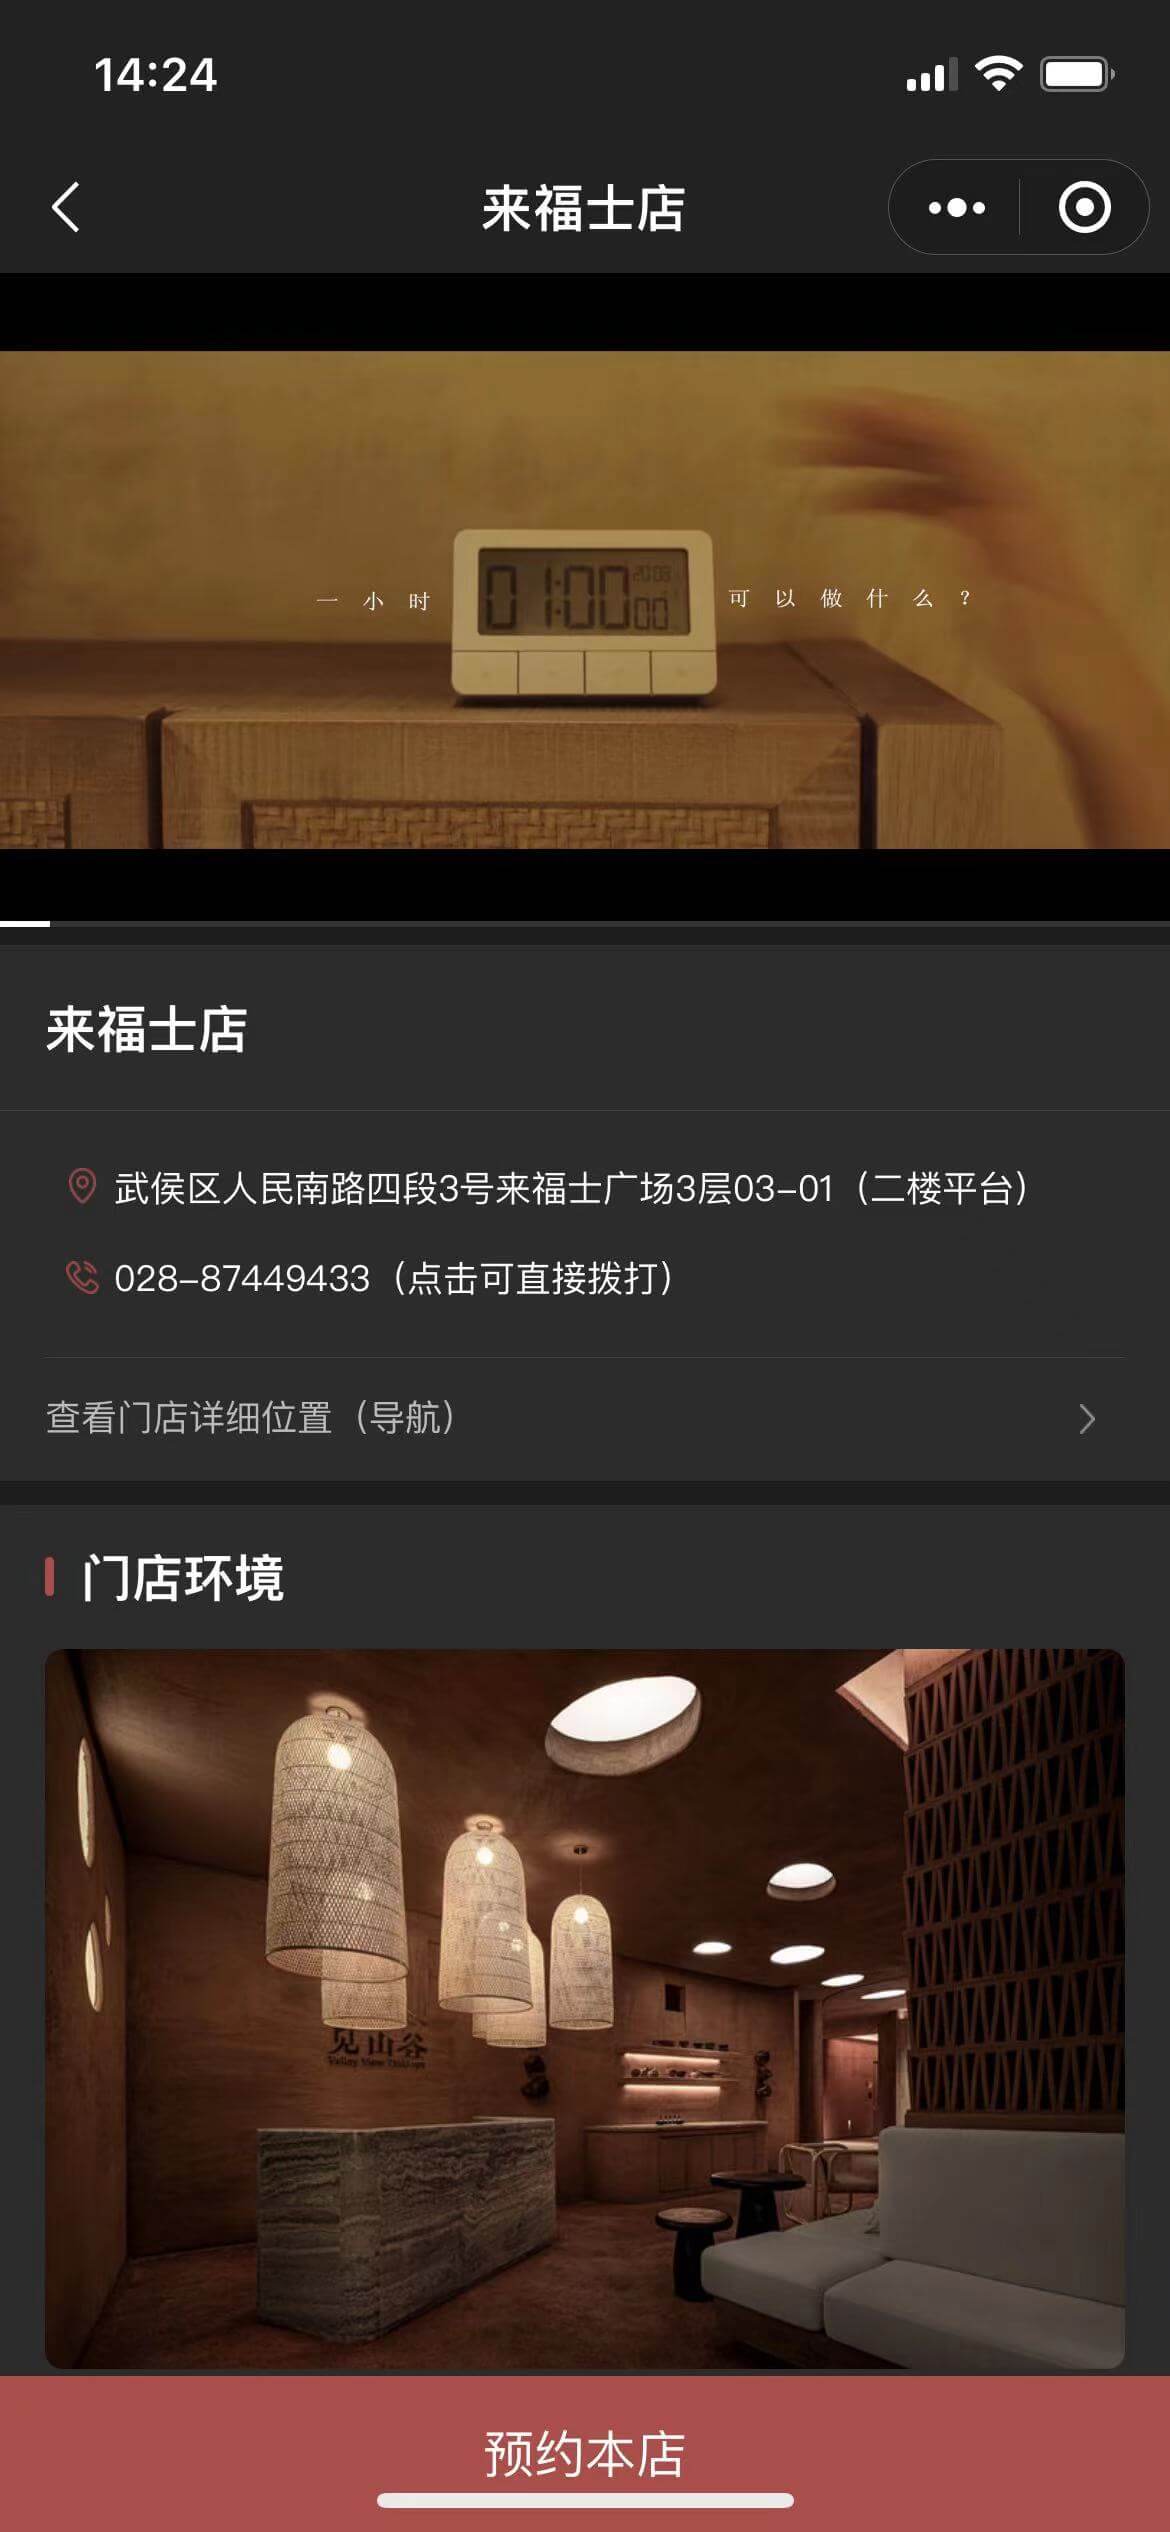 14:24
来福士店
一小时
01:00
00
可以做什么？
来福士店
武侯区人民南路四段3号来福士广场3层03-01（二楼平台）
028-87449433（点击可直接拨打）
查看门店详细位置（导航）
门店环境
见山谷
预约本店